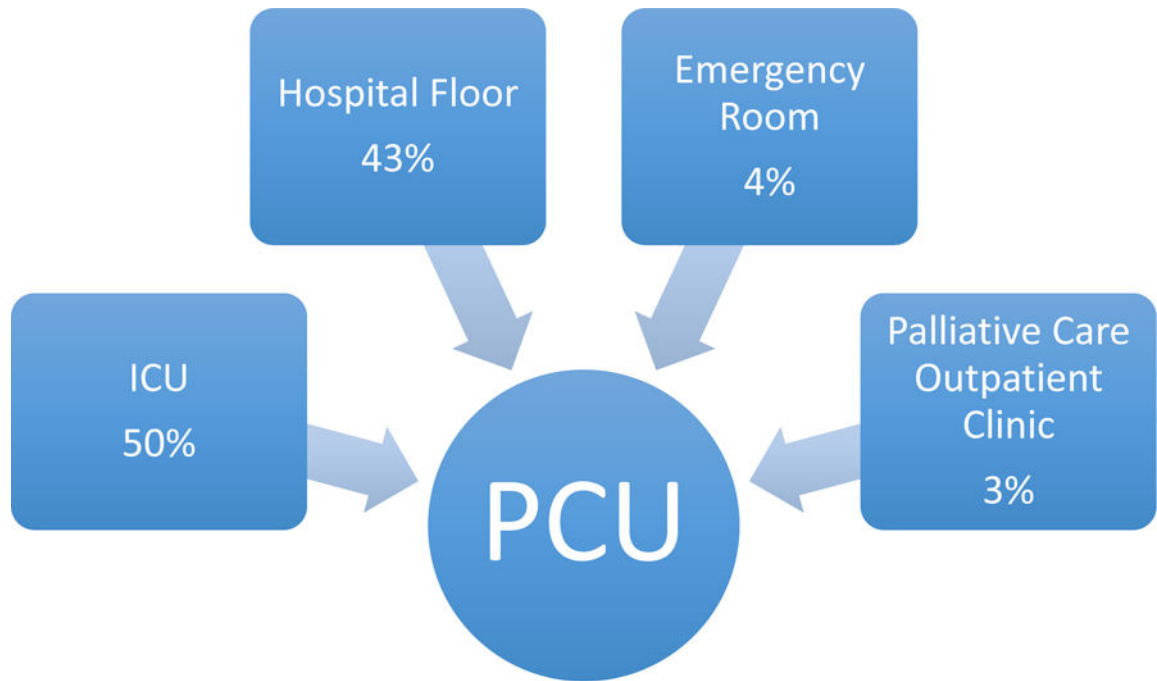 Hospital Floor
43%
Emergency
Room
4%
ICU
50%
Palliative Care
Outpatient
Clinic
3%
PCU